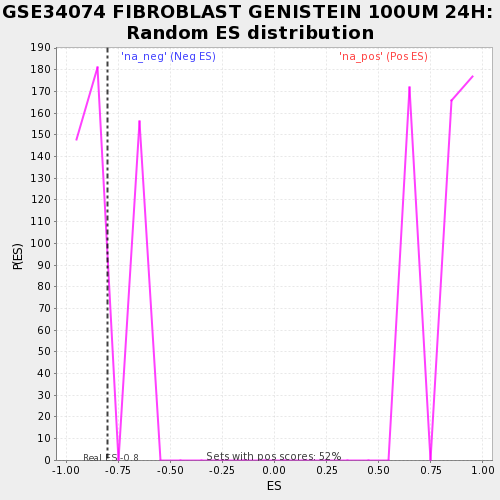 GSE34074 FIBROBLAST GENISTEIN 100UM 24H:
Random ES distribution
'na_neg' (Neg ES)
'na_pos' (Pos ES)
P(ES)
190
180
170
160
150
140
130
120
110
100
90
80
70
60
50
40
30
20
10
0
Real ES -0.8
Sets with pos scores: 52%
-1.00 -0.75 -0.50 -0.25 0.00 0.25 0.50 0.75 1.00
ES